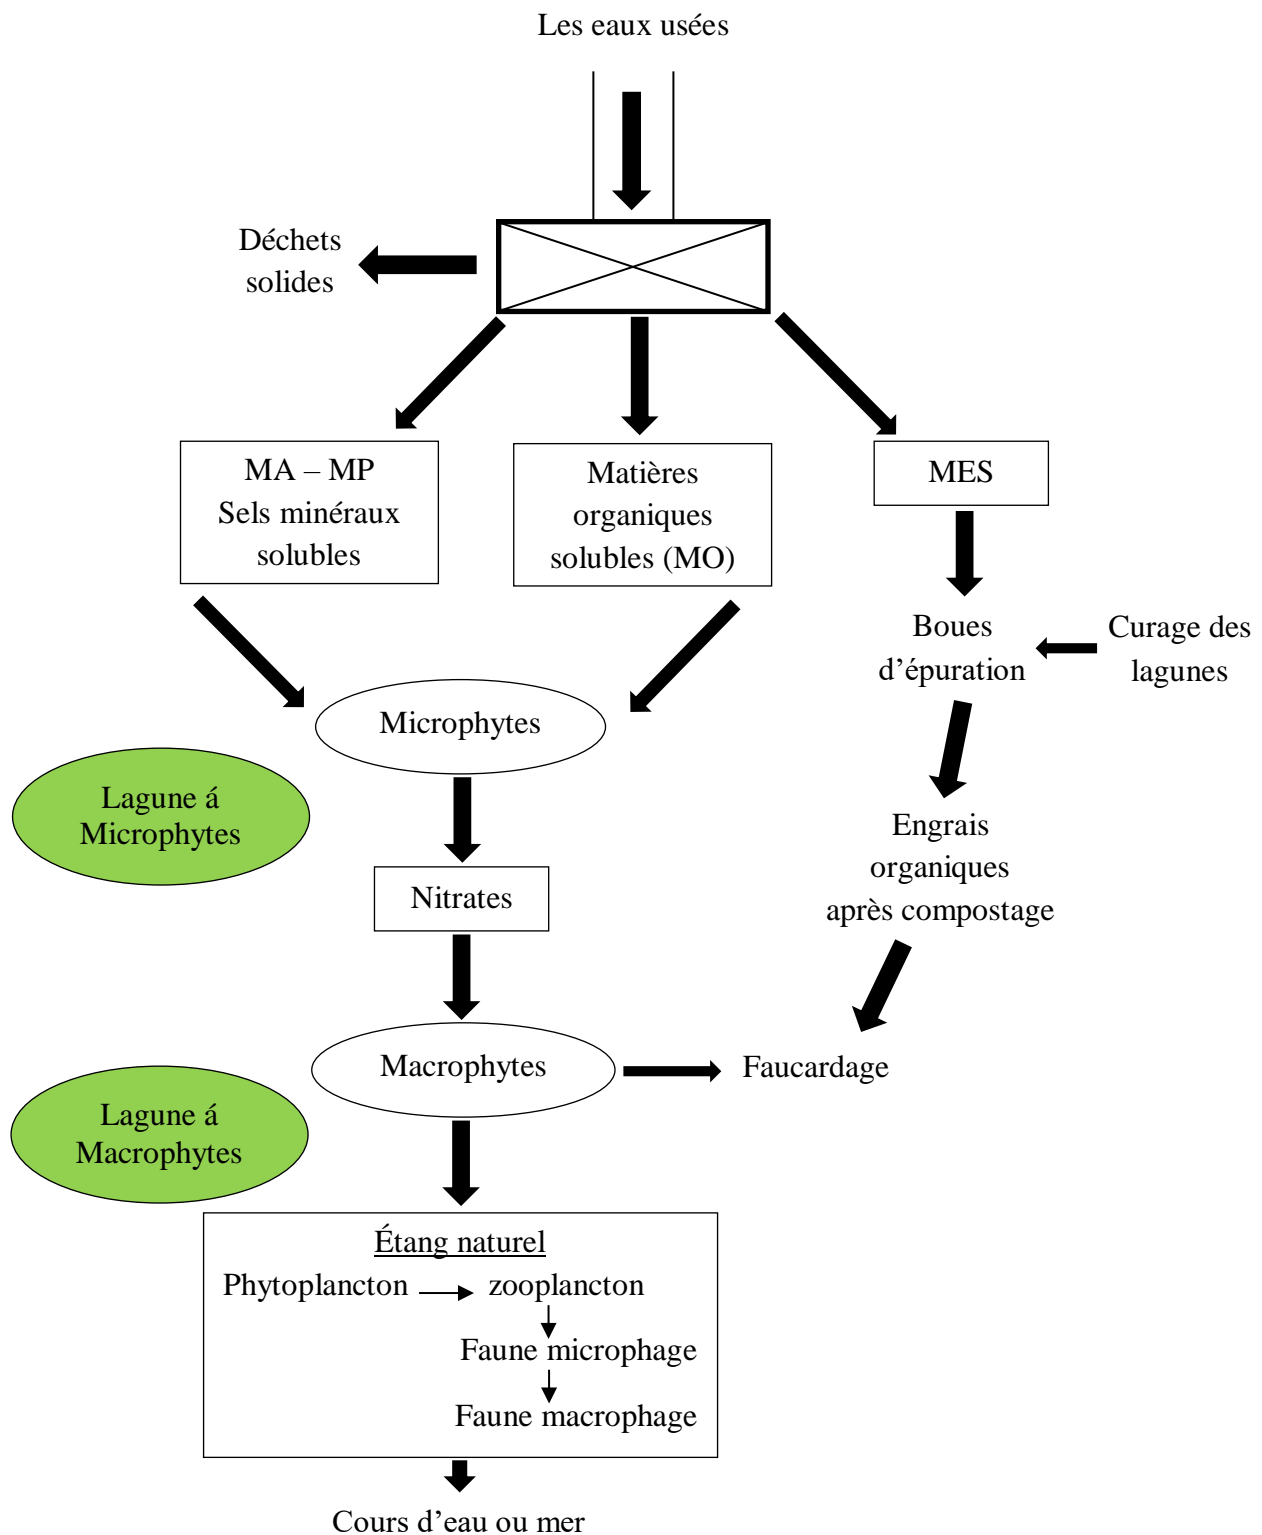 Les eaux usées
Déchets
solides
MA – MP
Sels minéraux
solubles
Matières
organiques
solubles (MO)
MES
Boues
d’épuration
Curage des
lagunes
Microphytes
Lagune á
Microphytes
Engrais
organiques
après compostage
Nitrates
Macrophytes
Faucardage
Lagune á
Macrophytes
Étang naturel
Phytoplancton
zooplancton
Faune microphage
Faune macrophage
Cours d’eau ou mer